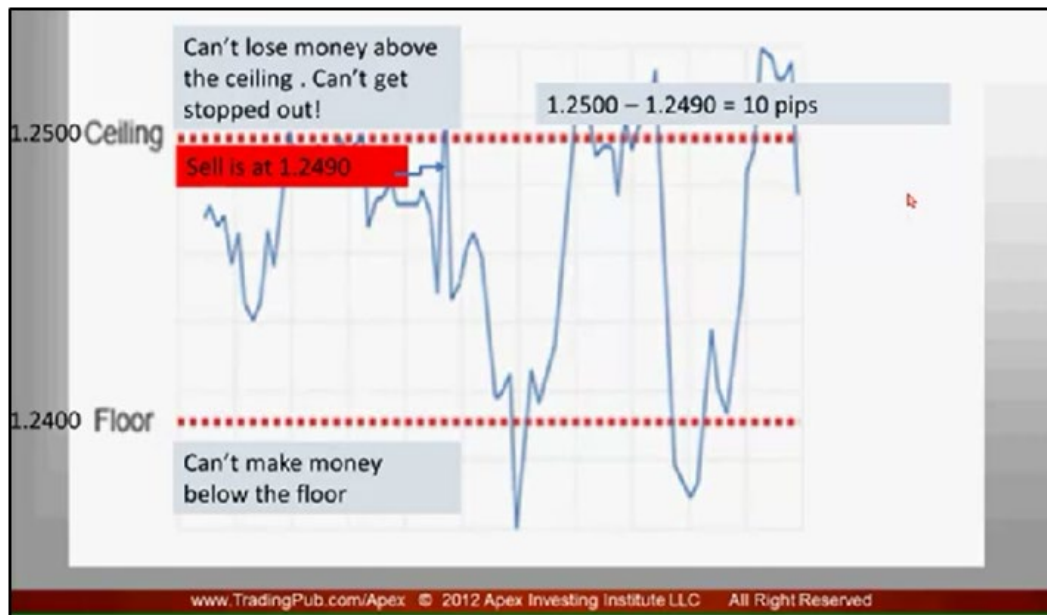 Can't lose money above
the ceiling . Can't get
stopped out!
1.2500 – 1.2490 = 10 pips
1.2500 Ceiling
Sell is at 1.2490
1.2400 Floor
Can't make money
below the floor
www.TradingPub.com/Apex © 2012 Apex Investing Institute LLC All Right Reserved